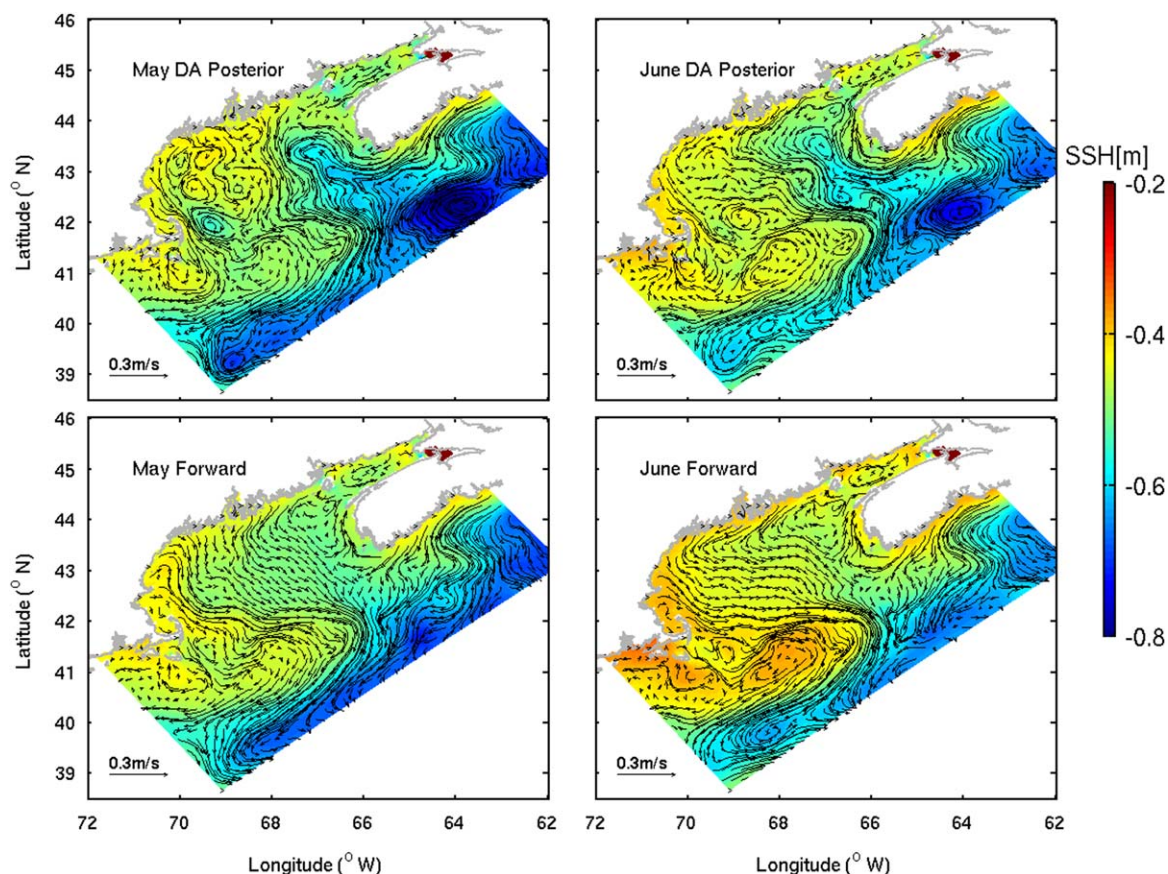 46
45
44
43
42
41
40
39
Latitude (° N)
May DA Posterior
0.3m/s
June DA Posterior
0.3m/s
SSH[m]
-0.2
-0.4
-0.6
-0.8
46
45
44
43
42
41
40
39
Latitude (° N)
May Forward
0.3m/s
72 70 68 66 64 62
Longitude (° W)
June Forward
0.3m/s
72 70 68 66 64 62
Longitude (° W)